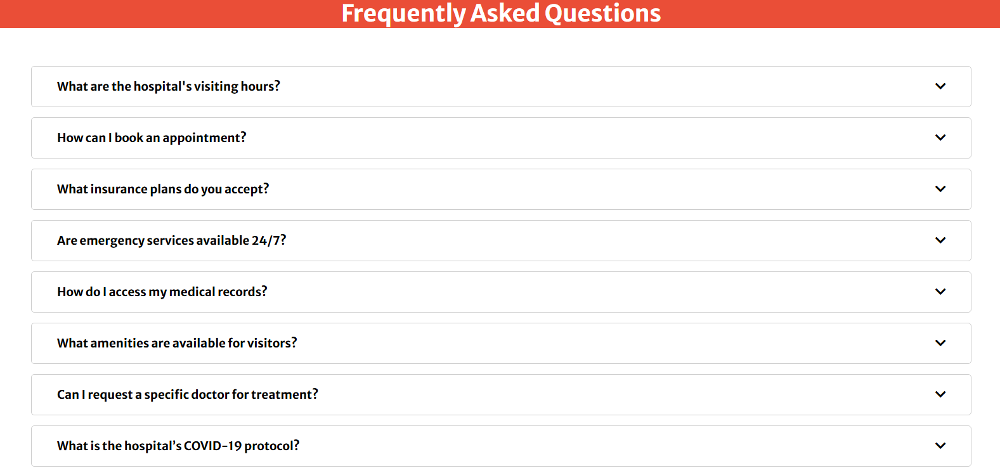 Frequently Asked Questions
What are the hospital's visiting hours?
How can I book an appointment?
What insurance plans do you accept?
Are emergency services available 24/7?
How do I access my medical records?
What amenities are available for visitors?
Can I request a specific doctor for treatment?
What is the hospital’s COVID-19 protocol?